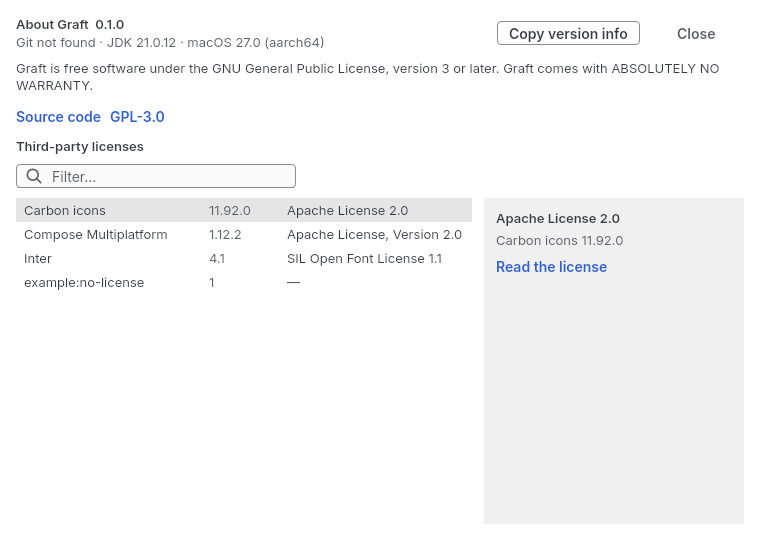 About Graft 0.1.0
Git not found · JDK 21.0.12 · macOS 27.0 (aarch64)
Copy version info
Close
Graft is free software under the GNU General Public License, version 3 or later. Graft comes with ABSOLUTELY NO
WARRANTY.
Source code GPL-3.0
Third-party licenses
Filter...
Carbon icons 11.92.0 Apache License 2.0
Compose Multiplatform 1.12.2 Apache License, Version 2.0
Inter 4.1 SIL Open Font License 1.1
example:no-license 1 —
Apache License 2.0
Carbon icons 11.92.0
Read the license